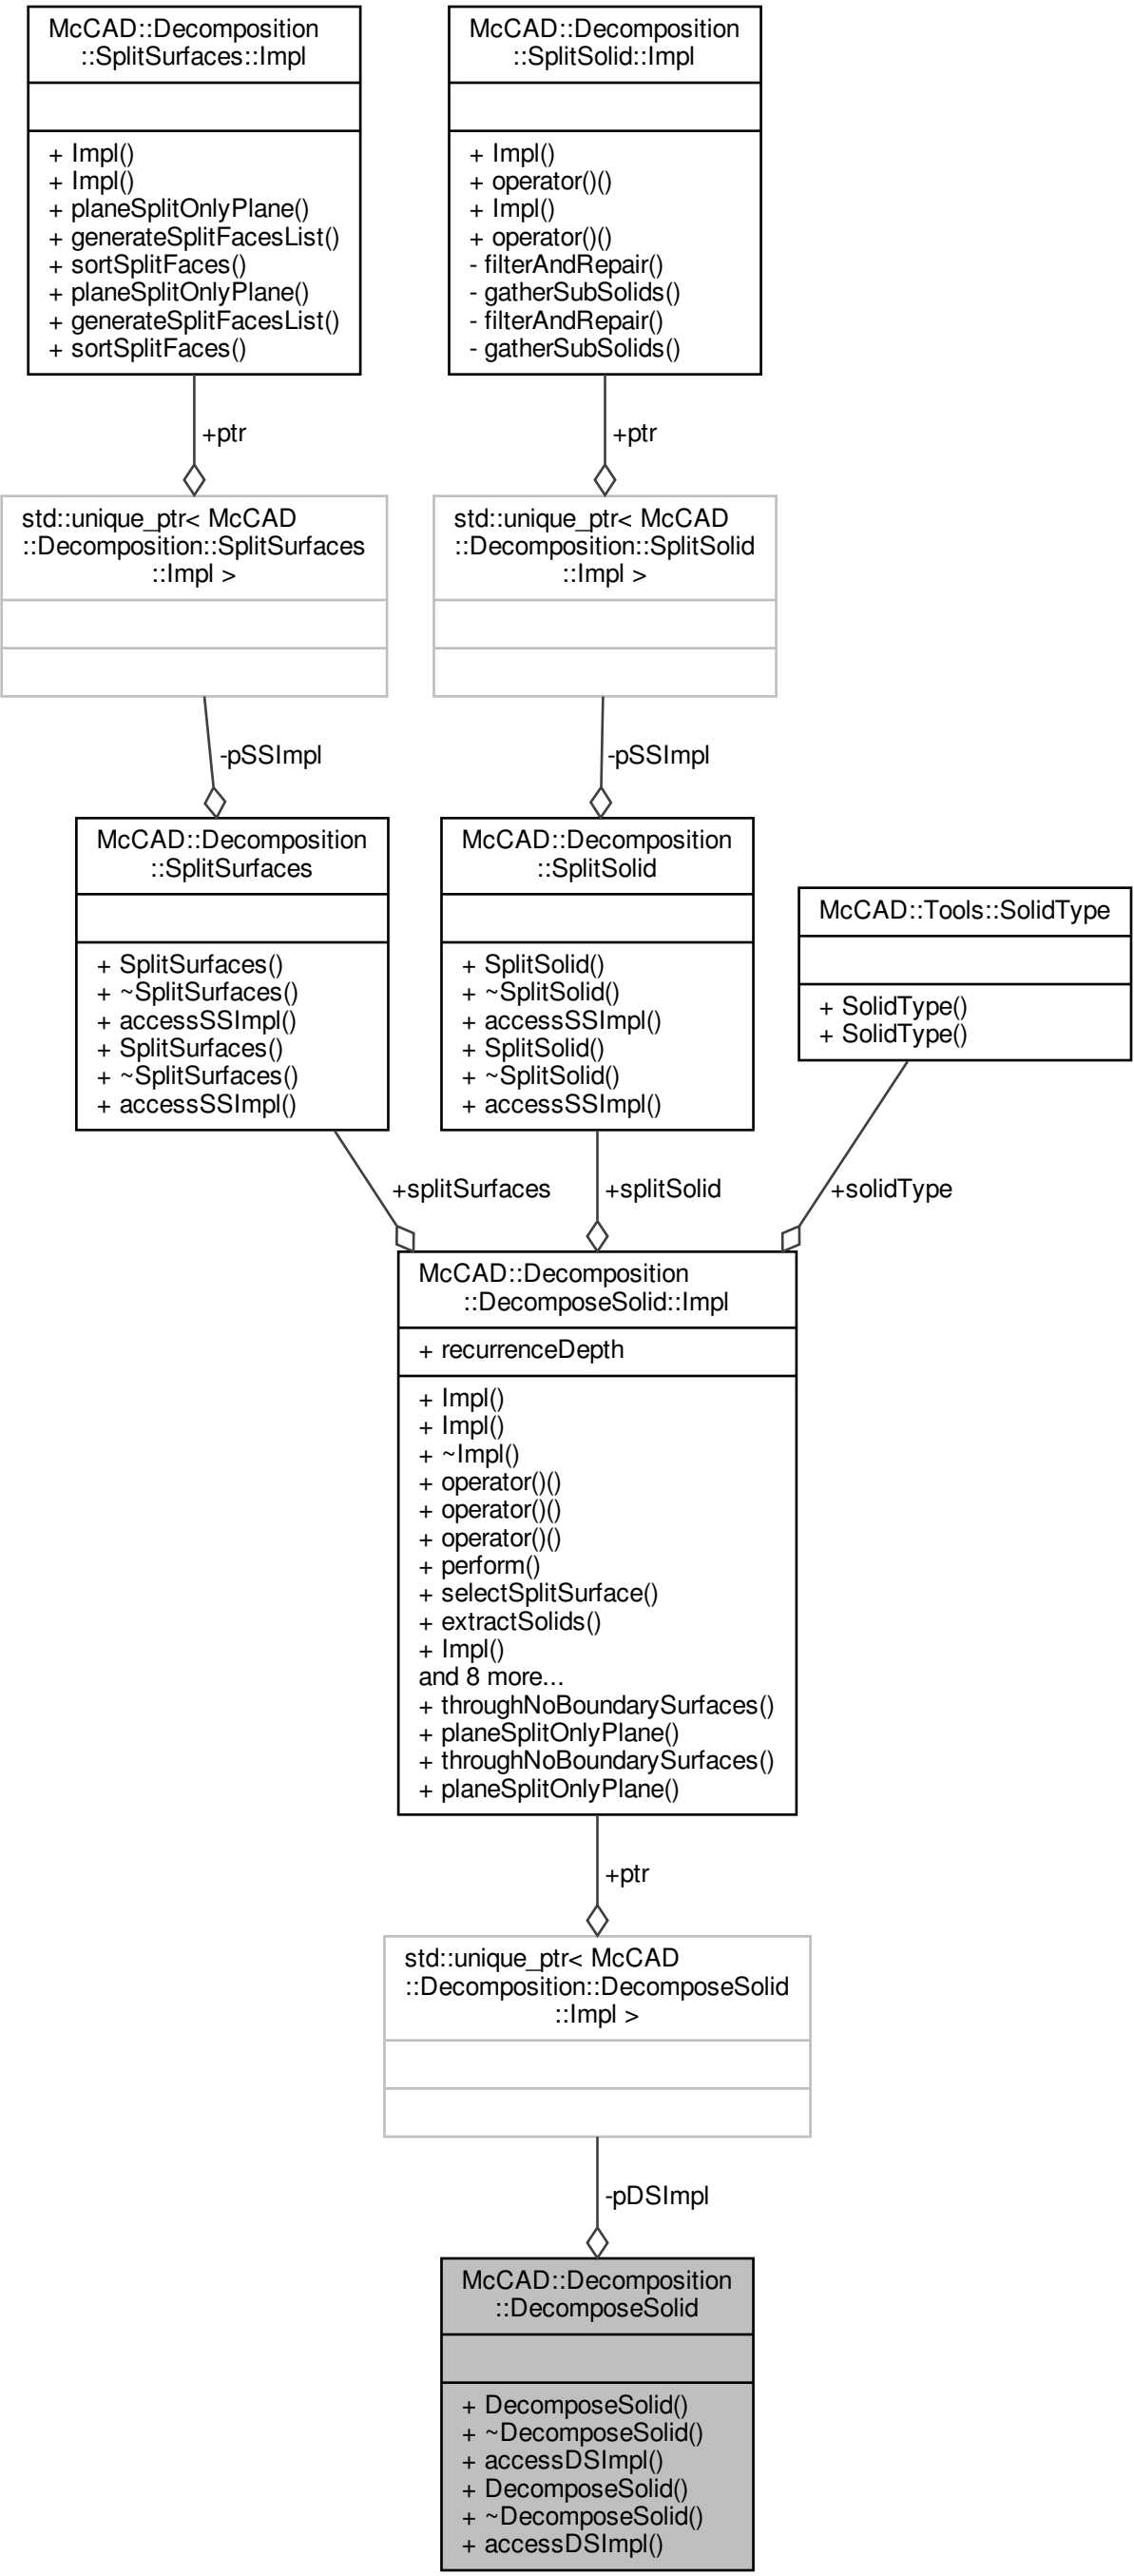 McCAD::Decomposition
::SplitSurfaces::Impl
+ Impl()
+ Impl()
+ planeSplitOnlyPlane()
+ generateSplitFacesList()
+ sortSplitFaces()
+ planeSplitOnlyPlane()
+ generateSplitFacesList()
+ sortSplitFaces()
McCAD::Decomposition
::SplitSolid::Impl
+ Impl()
+ operator()()
+ Impl()
+ operator()()
- filterAndRepair()
- gatherSubSolids()
- filterAndRepair()
- gatherSubSolids()
+ptr
+ptr
std::unique_ptr< McCAD
::Decomposition::SplitSurfaces
::Impl >
std::unique_ptr< McCAD
::Decomposition::SplitSolid
::Impl >
-pSSImpl
-pSSImpl
McCAD::Decomposition
::SplitSurfaces
+ SplitSurfaces()
+ ~SplitSurfaces()
+ accessSSImpl()
+ SplitSurfaces()
+ ~SplitSurfaces()
+ accessSSImpl()
McCAD::Decomposition
::SplitSolid
+ SplitSolid()
+ ~SplitSolid()
+ accessSSImpl()
+ SplitSolid()
+ ~SplitSolid()
+ accessSSImpl()
McCAD::Tools::SolidType
+ SolidType()
+ SolidType()
+splitSurfaces
+splitSolid
+solidType
McCAD::Decomposition
::DecomposeSolid::Impl
+ recurrenceDepth
+ Impl()
+ Impl()
+ ~Impl()
+ operator()()
+ operator()()
+ operator()()
+ perform()
+ selectSplitSurface()
+ extractSolids()
+ Impl()
and 8 more...
+ throughNoBoundarySurfaces()
+ planeSplitOnlyPlane()
+ throughNoBoundarySurfaces()
+ planeSplitOnlyPlane()
+ptr
std::unique_ptr< McCAD
::Decomposition::DecomposeSolid
::Impl >
-pDSImpl
McCAD::Decomposition
::DecomposeSolid
+ DecomposeSolid()
+ ~DecomposeSolid()
+ accessDSImpl()
+ DecomposeSolid()
+ ~DecomposeSolid()
+ accessDSImpl()